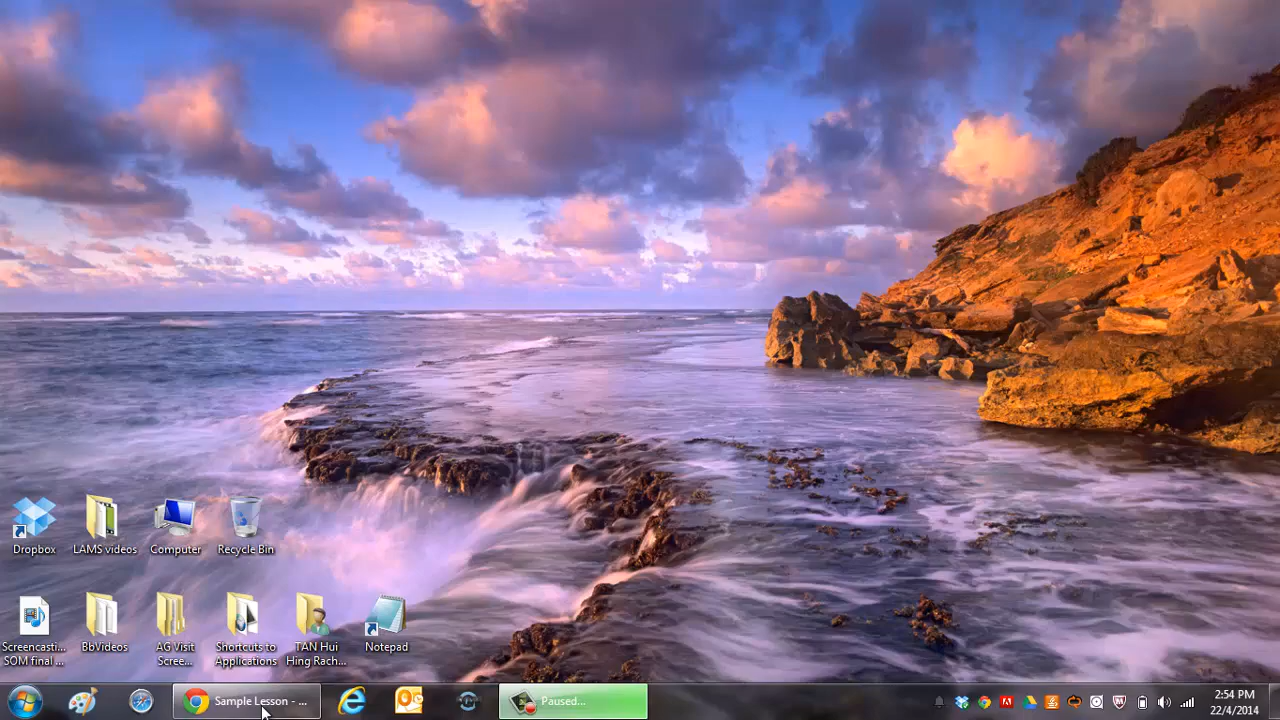 Dropbox
LAMS videos
Computer
Recycle Bin
Screencasti...
SOM final ...
BbVideos
AG Visit
Scree...
Shortcuts to
Applications
TAN Hui
Hing Rach...
Notepad
Sample Lesson - ...
Paused...
2:54 PM
22/4/2014